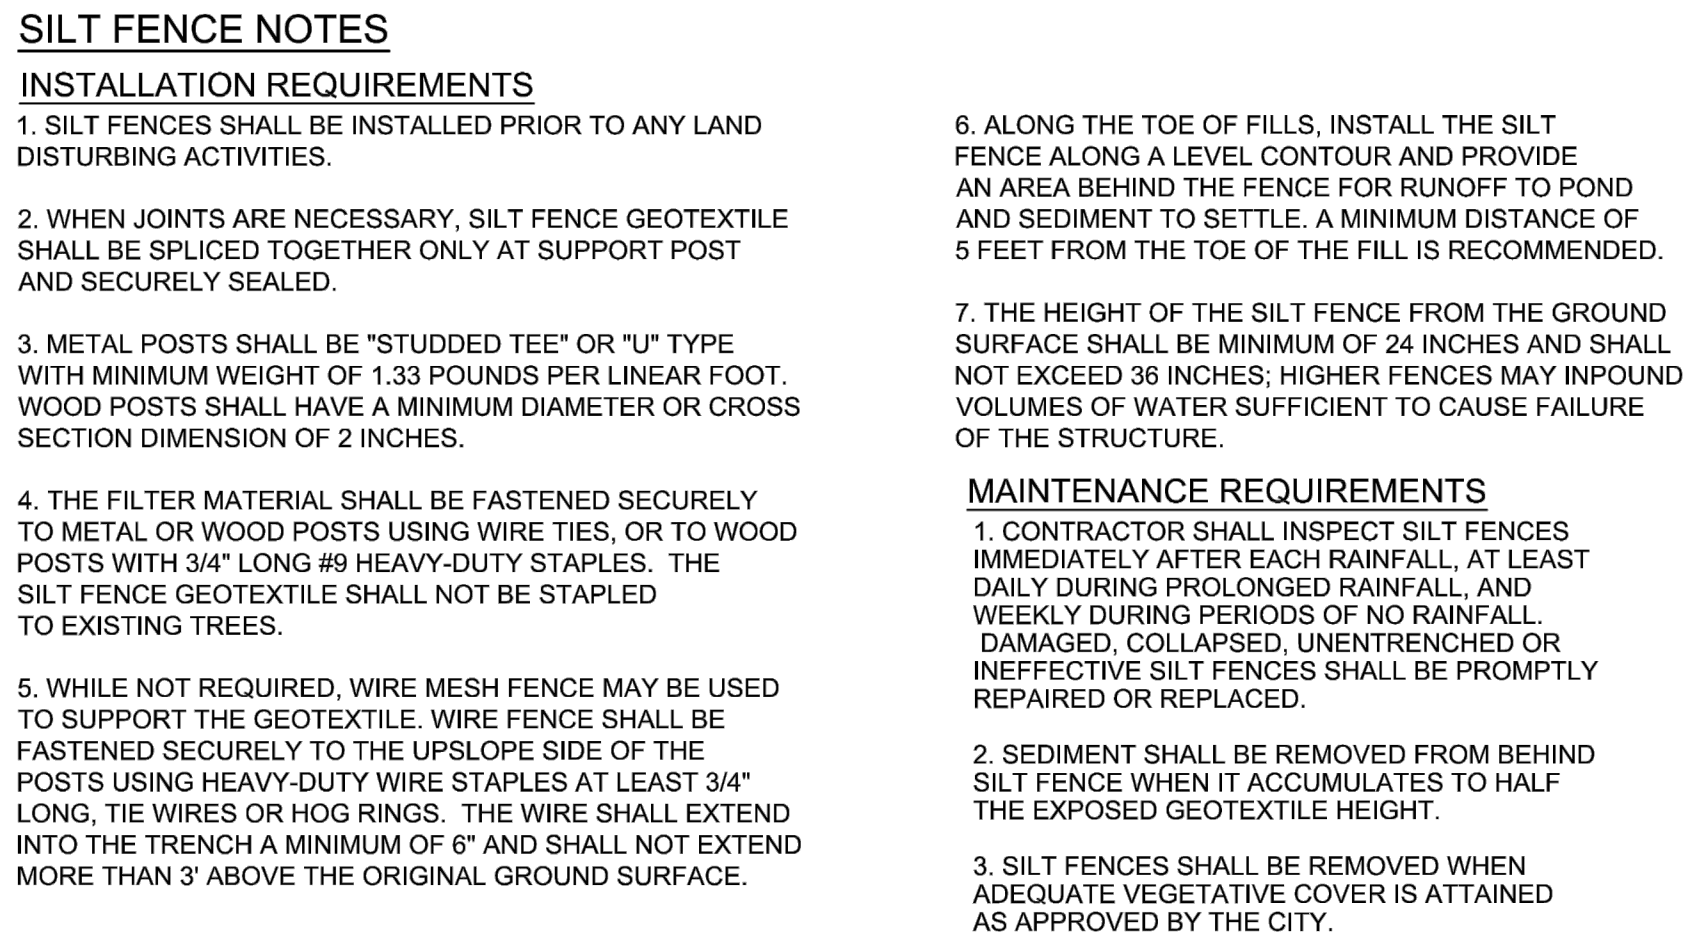 SILT FENCE NOTES
INSTALLATION REQUIREMENTS
1. SILT FENCES SHALL BE INSTALLED PRIOR TO ANY LAND
DISTURBING ACTIVITIES.
2. WHEN JOINTS ARE NECESSARY, SILT FENCE GEOTEXTILE
SHALL BE SPLICED TOGETHER ONLY AT SUPPORT POST
AND SECURELY SEALED.
3. METAL POSTS SHALL BE "STUDDED TEE" OR "U" TYPE
WITH MINIMUM WEIGHT OF 1.33 POUNDS PER LINEAR FOOT.
WOOD POSTS SHALL HAVE A MINIMUM DIAMETER OR CROSS
SECTION DIMENSION OF 2 INCHES.
4. THE FILTER MATERIAL SHALL BE FASTENED SECURELY
TO METAL OR WOOD POSTS USING WIRE TIES, OR TO WOOD
POSTS WITH 3/4" LONG #9 HEAVY-DUTY STAPLES.  THE
SILT FENCE GEOTEXTILE SHALL NOT BE STAPLED
TO EXISTING TREES.
5. WHILE NOT REQUIRED, WIRE MESH FENCE MAY BE USED
TO SUPPORT THE GEOTEXTILE. WIRE FENCE SHALL BE
FASTENED SECURELY TO THE UPSLOPE SIDE OF THE
POSTS USING HEAVY-DUTY WIRE STAPLES AT LEAST 3/4"
LONG, TIE WIRES OR HOG RINGS.  THE WIRE SHALL EXTEND
INTO THE TRENCH A MINIMUM OF 6" AND SHALL NOT EXTEND
MORE THAN 3' ABOVE THE ORIGINAL GROUND SURFACE.
6. ALONG THE TOE OF FILLS, INSTALL THE SILT
FENCE ALONG A LEVEL CONTOUR AND PROVIDE
AN AREA BEHIND THE FENCE FOR RUNOFF TO POND
AND SEDIMENT TO SETTLE. A MINIMUM DISTANCE OF
5 FEET FROM THE TOE OF THE FILL IS RECOMMENDED.
7. THE HEIGHT OF THE SILT FENCE FROM THE GROUND
SURFACE SHALL BE MINIMUM OF 24 INCHES AND SHALL
NOT EXCEED 36 INCHES; HIGHER FENCES MAY INPOUND
VOLUMES OF WATER SUFFICIENT TO CAUSE FAILURE
OF THE STRUCTURE.
MAINTENANCE REQUIREMENTS
1. CONTRACTOR SHALL INSPECT SILT FENCES
IMMEDIATELY AFTER EACH RAINFALL, AT LEAST
DAILY DURING PROLONGED RAINFALL, AND
WEEKLY DURING PERIODS OF NO RAINFALL.
DAMAGED, COLLAPSED, UNENTRENCHED OR
INEFFECTIVE SILT FENCES SHALL BE PROMPTLY
REPAIRED OR REPLACED.
2. SEDIMENT SHALL BE REMOVED FROM BEHIND
SILT FENCE WHEN IT ACCUMULATES TO HALF
THE EXPOSED GEOTEXTILE HEIGHT.
3. SILT FENCES SHALL BE REMOVED WHEN
ADEQUATE VEGETATIVE COVER IS ATTAINED
AS APPROVED BY THE CITY.